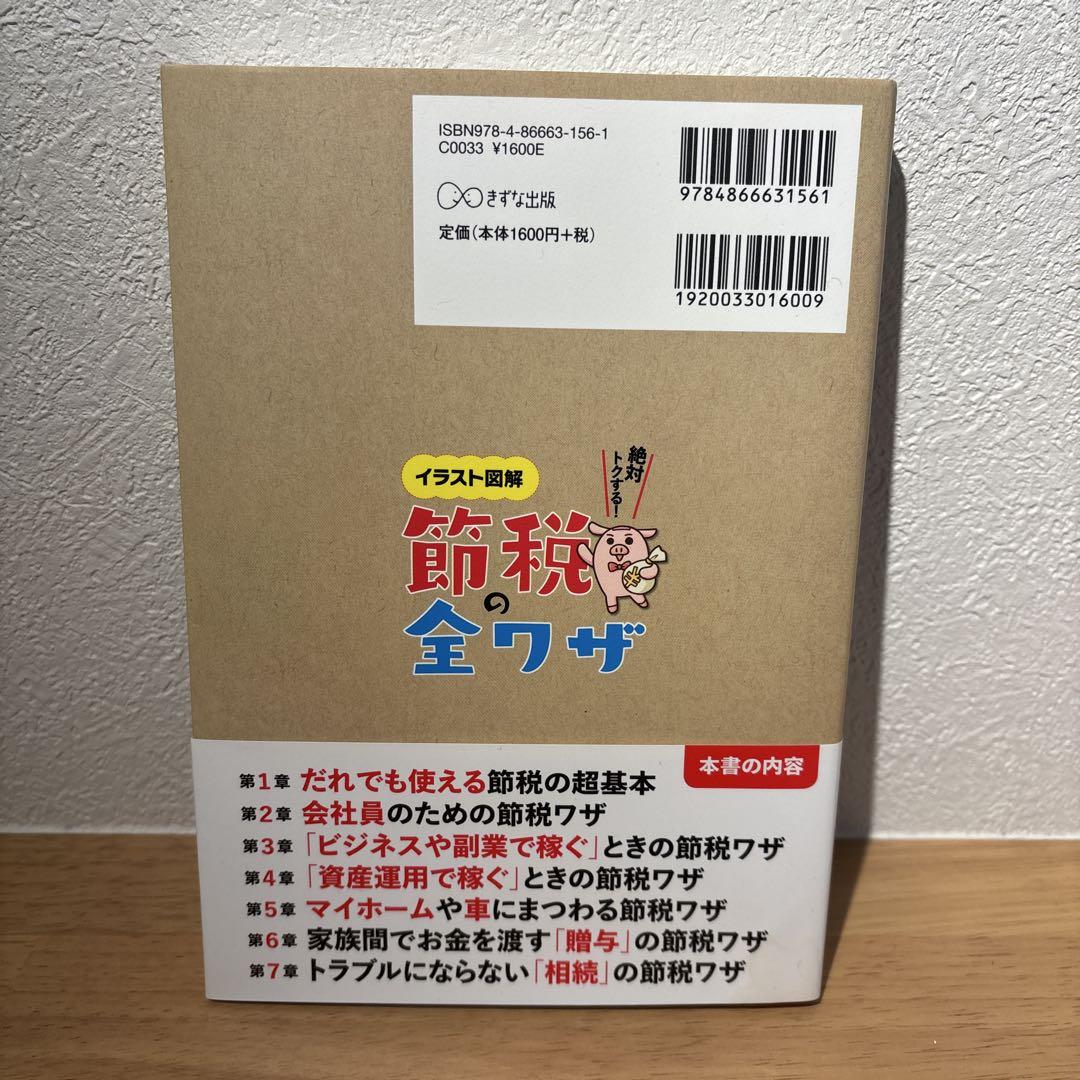 ISBN978-4-86663-156-1
C0033 ¥1600E
きずな出版
定価(本体1600円+税)
9784866631561
1920033016009
イラスト図解
絶対
トクする!
節税
の
全ワザ
本書の内容
第1章 だれでも使える節税の超基本
第2章 会社員のための節税ワザ
第3章 「ビジネスや副業で稼ぐ」ときの節税ワザ
第4章 「資産運用で稼ぐ」ときの節税ワザ
第5章 マイホームや車にまつわる節税ワザ
第6章 家族間でお金を渡す「贈与」の節税ワザ
第7章 トラブルにならない「相続」の節税ワザ